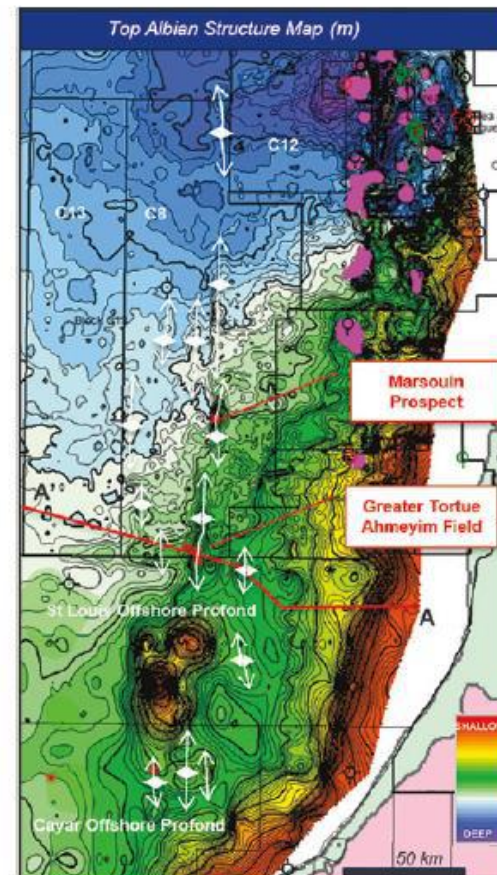 Top Albian Structure Map (m)
C12
C13
C8
Marsouin
Prospect
Greater Tortue
Ahmeyim Field
A'
A
St Louis Offshore Profond
Cayar Offshore Profond
SHALLO
DEEP
50 km